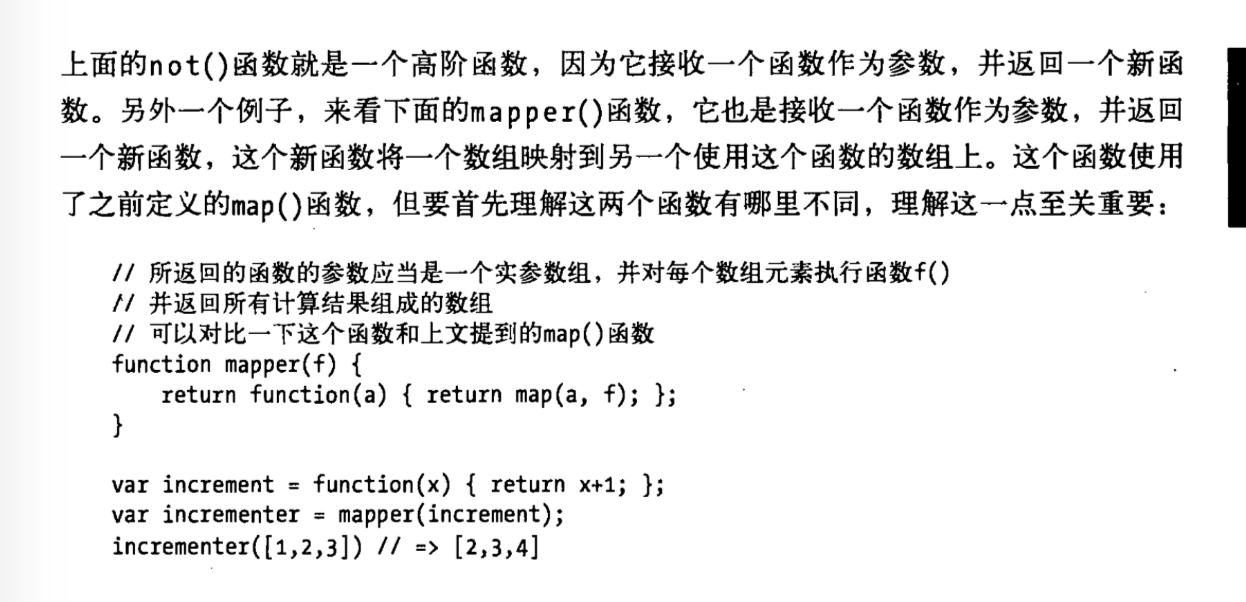 上面的not()函数就是一个高阶函数，因为它接收一个函数作为参数，并返回一个新函
数。另外一个例子，来看下面的mapper()函数，它也是接收一个函数作为参数，并返回
一个新函数，这个新函数将一个数组映射到另一个使用这个函数的数组上。这个函数使用
了之前定义的map()函数，但要首先理解这两个函数有哪里不同，理解这一点至关重要：
// 所返回的函数的参数应当是一个实参数组，并对每个数组元素执行函数f()
// 并返回所有计算结果组成的数组
// 可以对比一下这个函数和上文提到的map()函数
function mapper(f) {
    return function(a) { return map(a, f); };
}
var increment = function(x) { return x+1; };
var incrementer = mapper(increment);
incrementer([1,2,3]) // => [2,3,4]